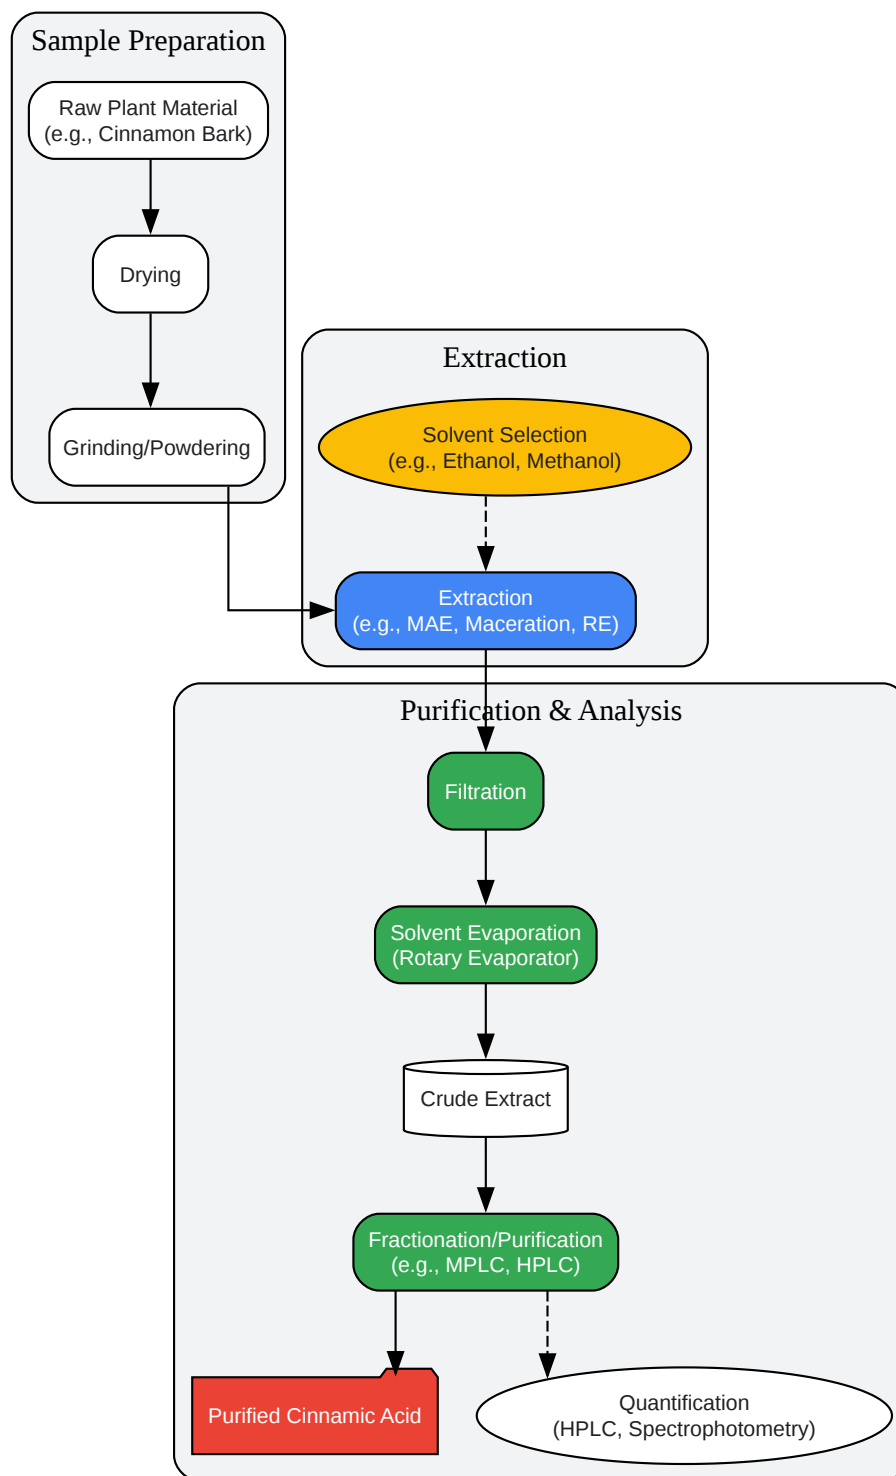 Sample Preparation
Raw Plant Material
(e.g., Cinnamon Bark)
Drying
Grinding/Powdering
Extraction
Solvent Selection
(e.g., Ethanol, Methanol)
Extraction
(e.g., MAE, Maceration, RE)
Purification & Analysis
Filtration
Solvent Evaporation
(Rotary Evaporator)
Crude Extract
Fractionation/Purification
(e.g., MPLC, HPLC)
Purified Cinnamic Acid
Quantification
(HPLC, Spectrophotometry)